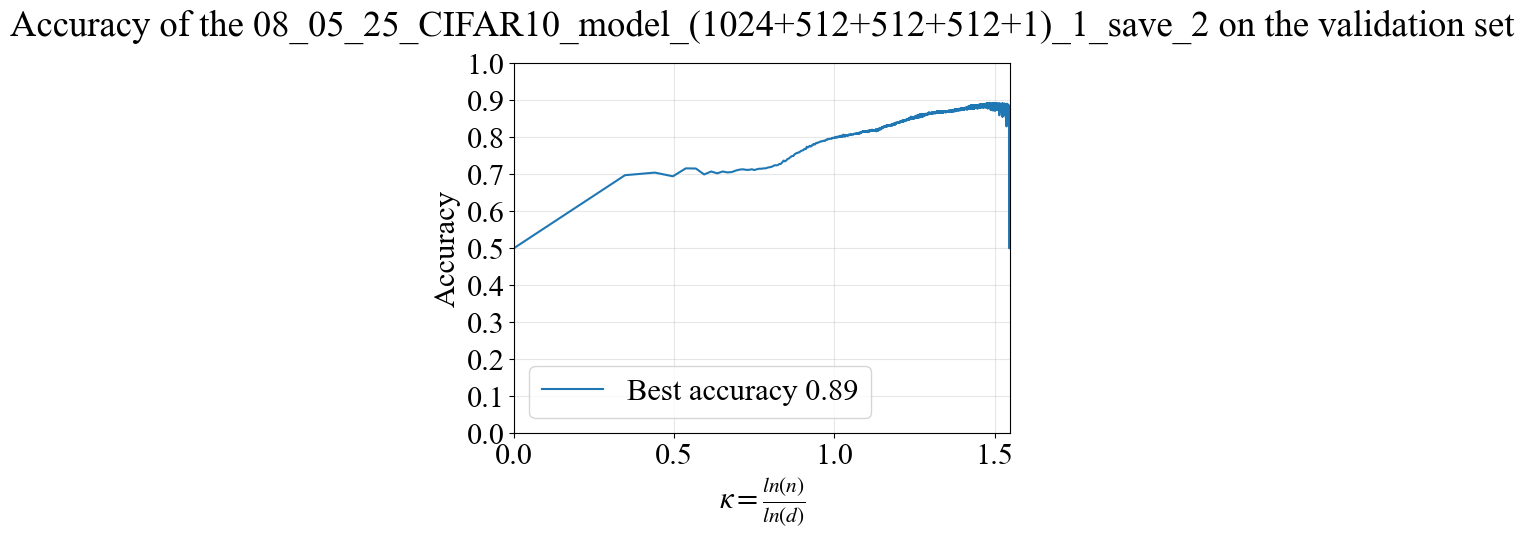 Accuracy of the 08_05_25_CIFAR10_model_(1024+512+512+512+1)_1_save_2 on the validation set
1.0
0.9
0.8
0.7
0.6
0.5
0.4
0.3
0.2
0.1
0.0
Accuracy
Best accuracy 0.89
0.0 0.5 1.0 1.5
κ = ln(n)/ln(d)